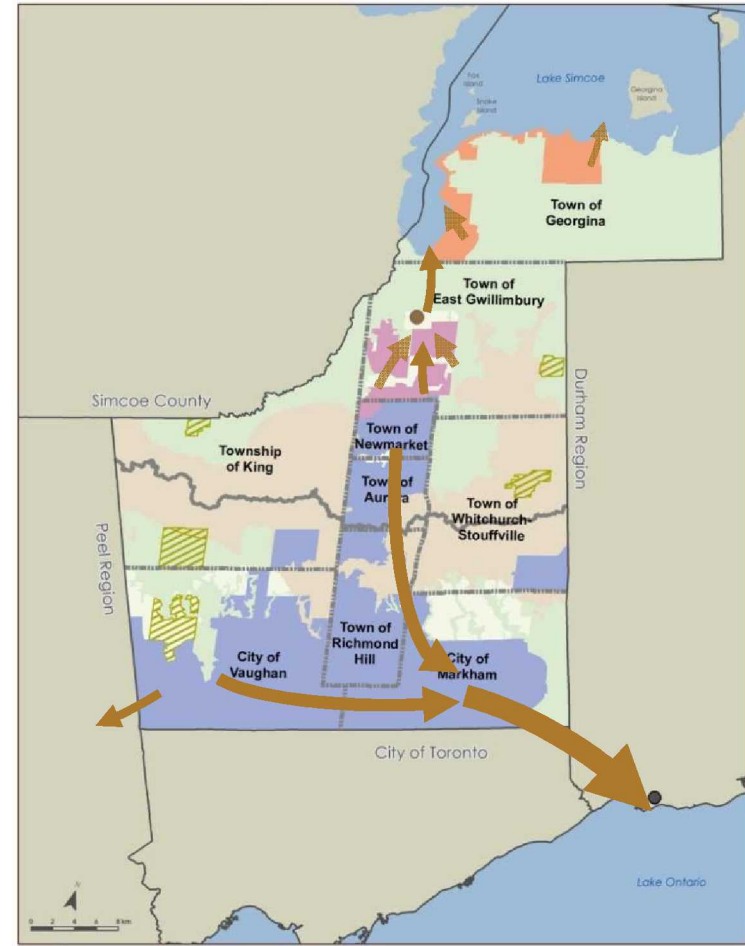 Lake Simcoe
Fox
Island
Snake
Island
Georgina
Island
Town of
Georgina
Town of
East Gwillimbury
Simcoe County
Durham Region
Town of
Newmarket
Township
of King
Town of
Aurora
Town of
Whitchurch-
Stouffville
Peel Region
Town of
Richmond
Hill
City of
Vaughan
City of
Markham
City of Toronto
Lake Ontario
N
0 2 4 6 8 km